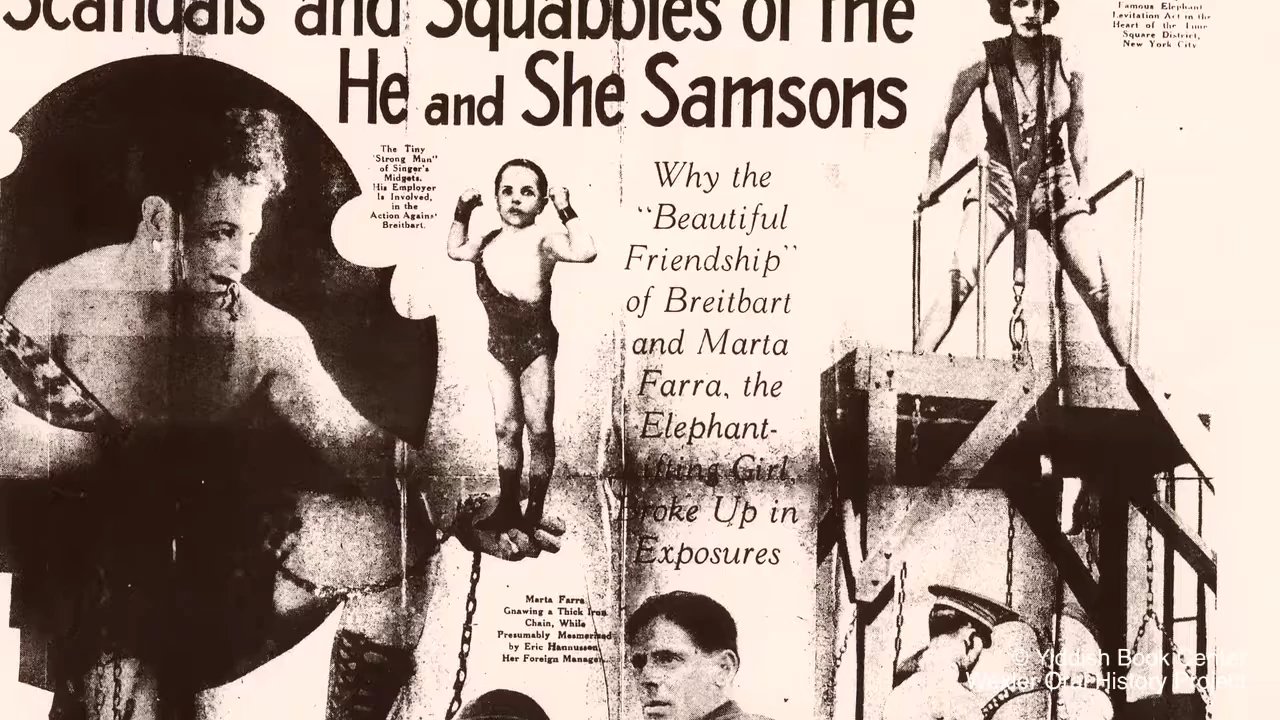 Scandals and Squabbles of the
He and She Samsons
Famous Elephant
Levitation Act in the
Heart of the Time
Square District,
New York City
The Tiny
"Strong Man"
of Singer's
Midgets.
His Employer
Is Involved,
in the
Action Against
Breitbart.
Why the
"Beautiful
Friendship"
of Breitbart
and Marta
Farra, the
Elephant-
Lifting Girl,
Broke Up in
Exposures
Marta Farra
Gnawing a Thick Iron
Chain, While
Presumably Mesmerized
by Eric Hannussen,
Her Foreign Manager.
Yiddish Book Center
Wexler Oral History Project